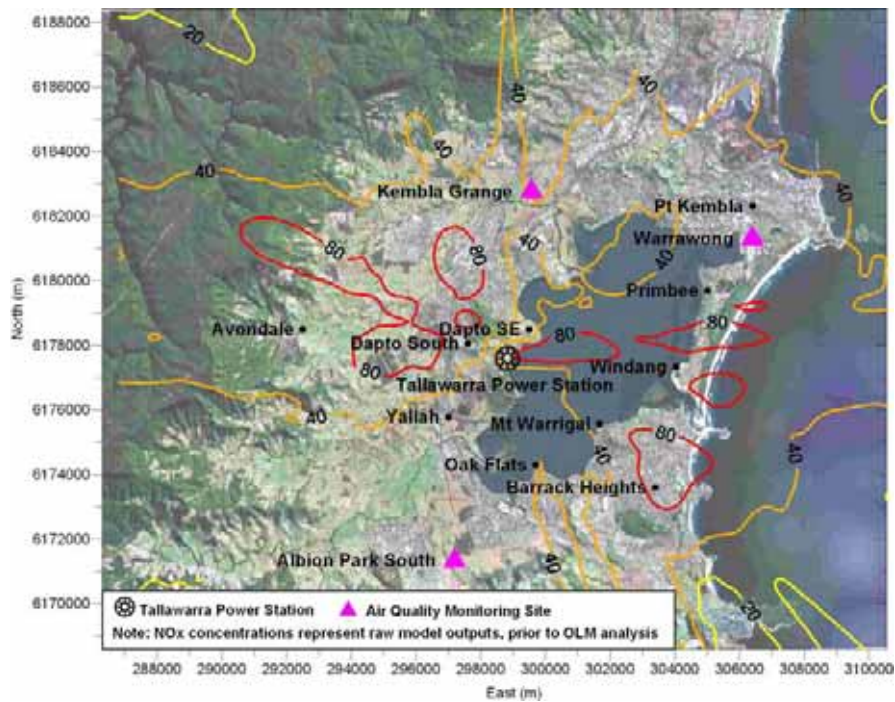 6188000
6186000
6184000
6182000
6180000
6178000
6176000
6174000
6172000
6170000
North (m)
20
40
40
40
40
40
Kembla Grange
Pt Kembla
Warrawong
40
40
80
80
Primbee
Avondale
Dapto SE
80
80
Dapto South
80
Windang
Tallawarra Power Station
40
Yallah
Mt Warrigal
80
40
40
Oak Flats
Barrack Heights
Albion Park South
40
40
20
Tallawarra Power Station
Air Quality Monitoring Site
Note: NOx concentrations represent raw model outputs, prior to OLM analysis
288000 290000 292000 294000 296000 298000 300000 302000 304000 306000 308000 310000
East (m)